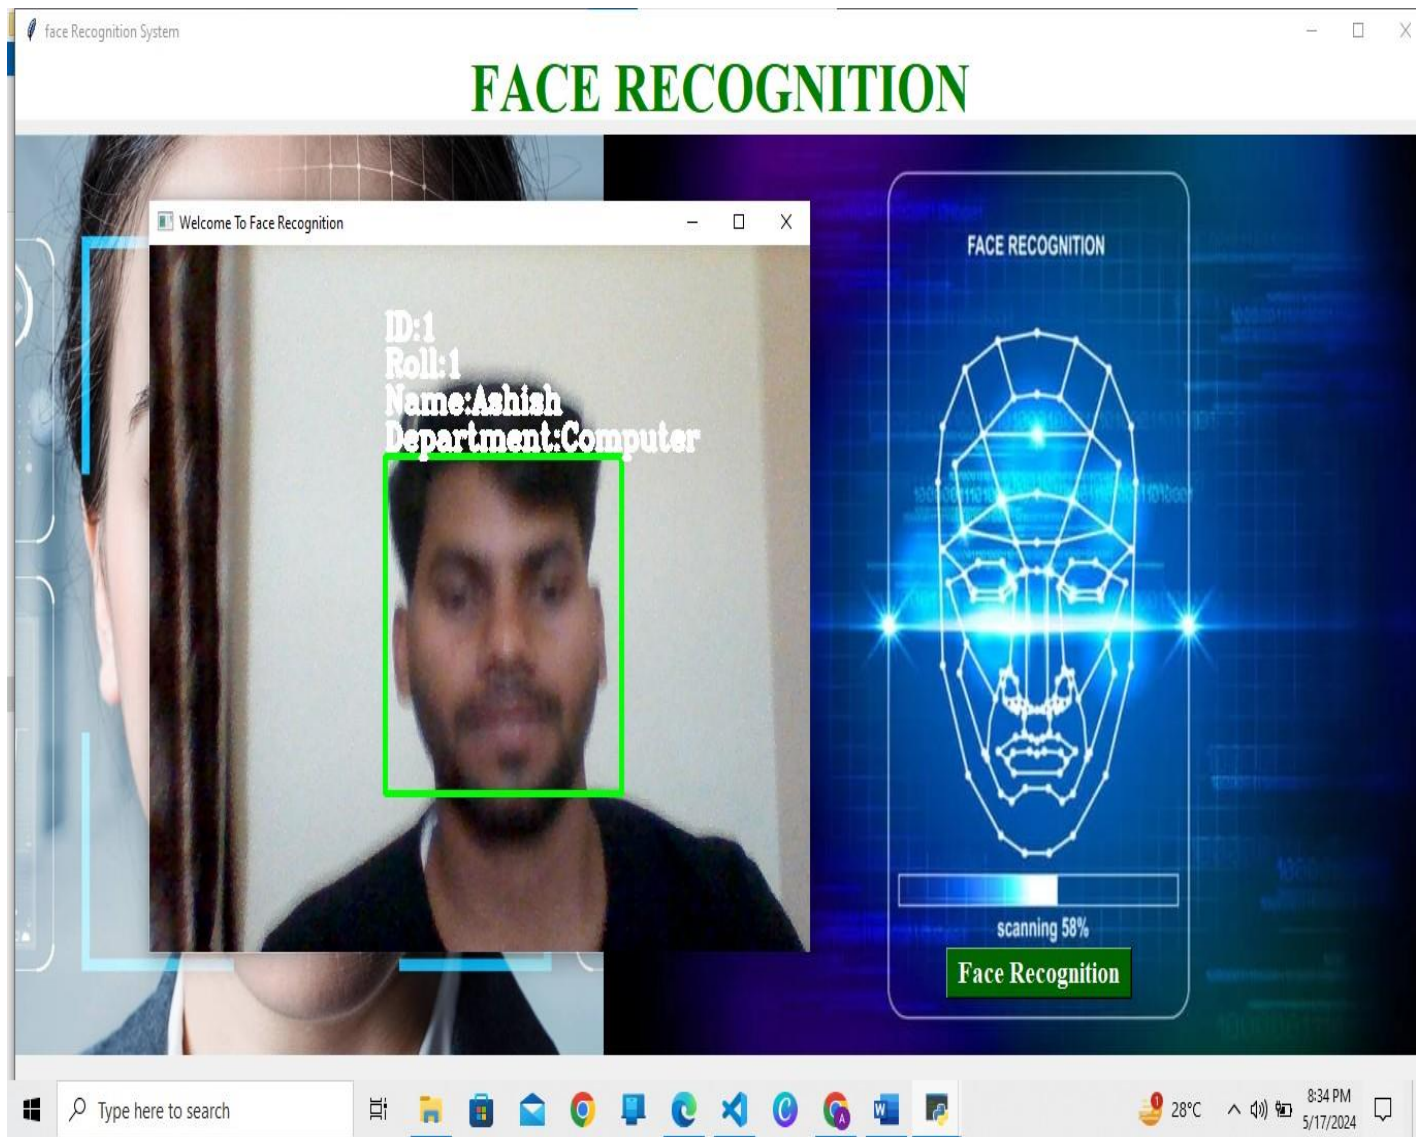 face Recognition System
FACE RECOGNITION
Welcome To Face Recognition
ID:1
Roll:1
Name:Ashish
Department:Computer
FACE RECOGNITION
scanning 58%
Face Recognition
Type here to search
1
28°C
8:34 PM
5/17/2024